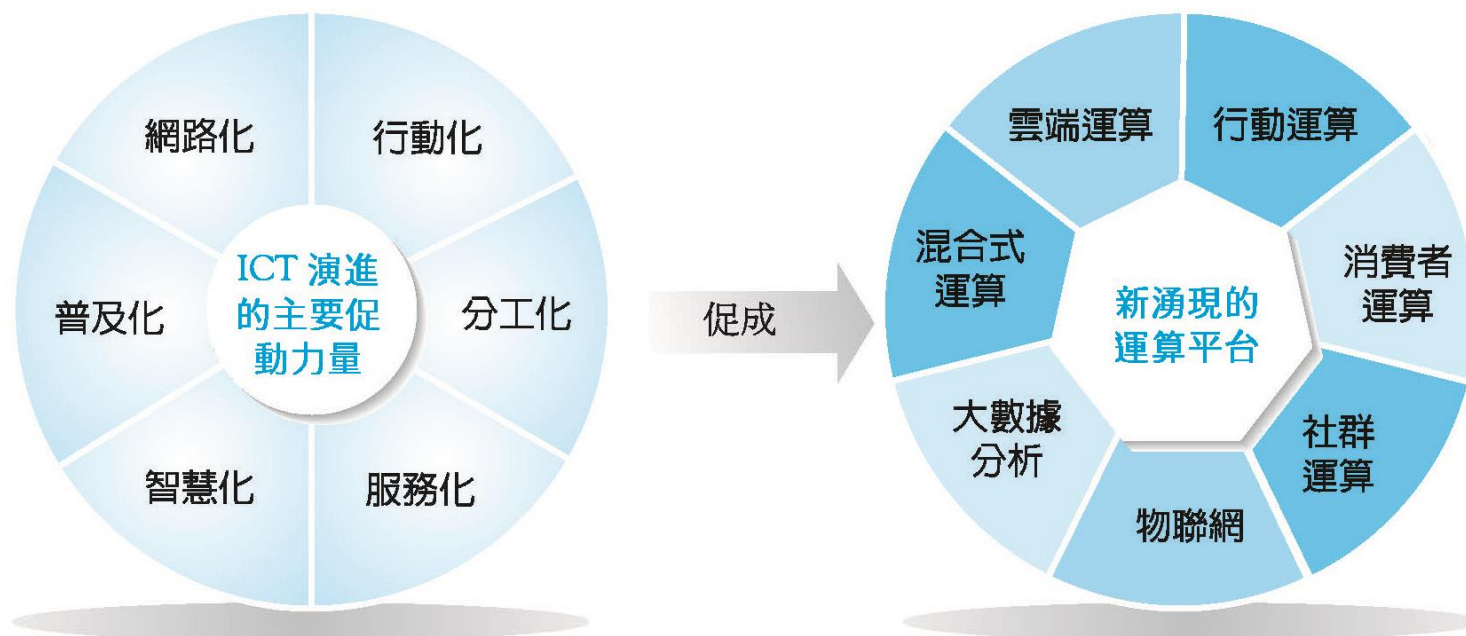 網路化
行動化
普及化
ICT 演進
的主要促
動力量
分工化
智慧化
服務化
促成
雲端運算
行動運算
混合式
運算
新湧現的
運算平台
消費者
運算
大數據
分析
物聯網
社群
運算